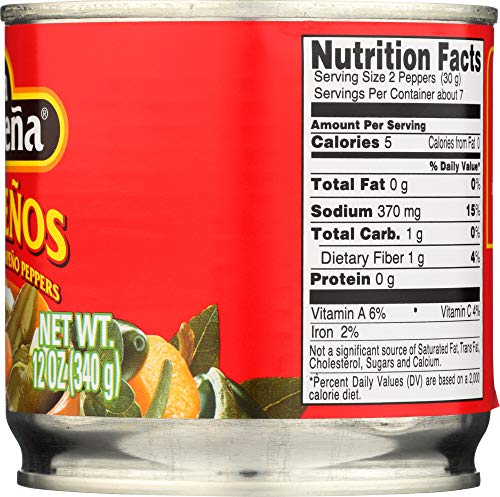 eña®
EÑOS
EÑO PEPPERS
NET WT.
12 OZ (340 g)
Nutrition Facts
Serving Size 2 Peppers (30 g)
Servings Per Container about 7
Amount Per Serving
Calories 5 Calories from Fat 0
% Daily Value*
Total Fat 0 g 0%
Sodium 370 mg 15%
Total Carb. 1 g 0%
Dietary Fiber 1 g 4%
Protein 0 g
Vitamin A 6% • Vitamin C 4%
Iron 2%
Not a significant source of Saturated Fat, Trans Fat,
Cholesterol, Sugars and Calcium.
*Percent Daily Values (DV) are based on a 2,000
calorie diet.